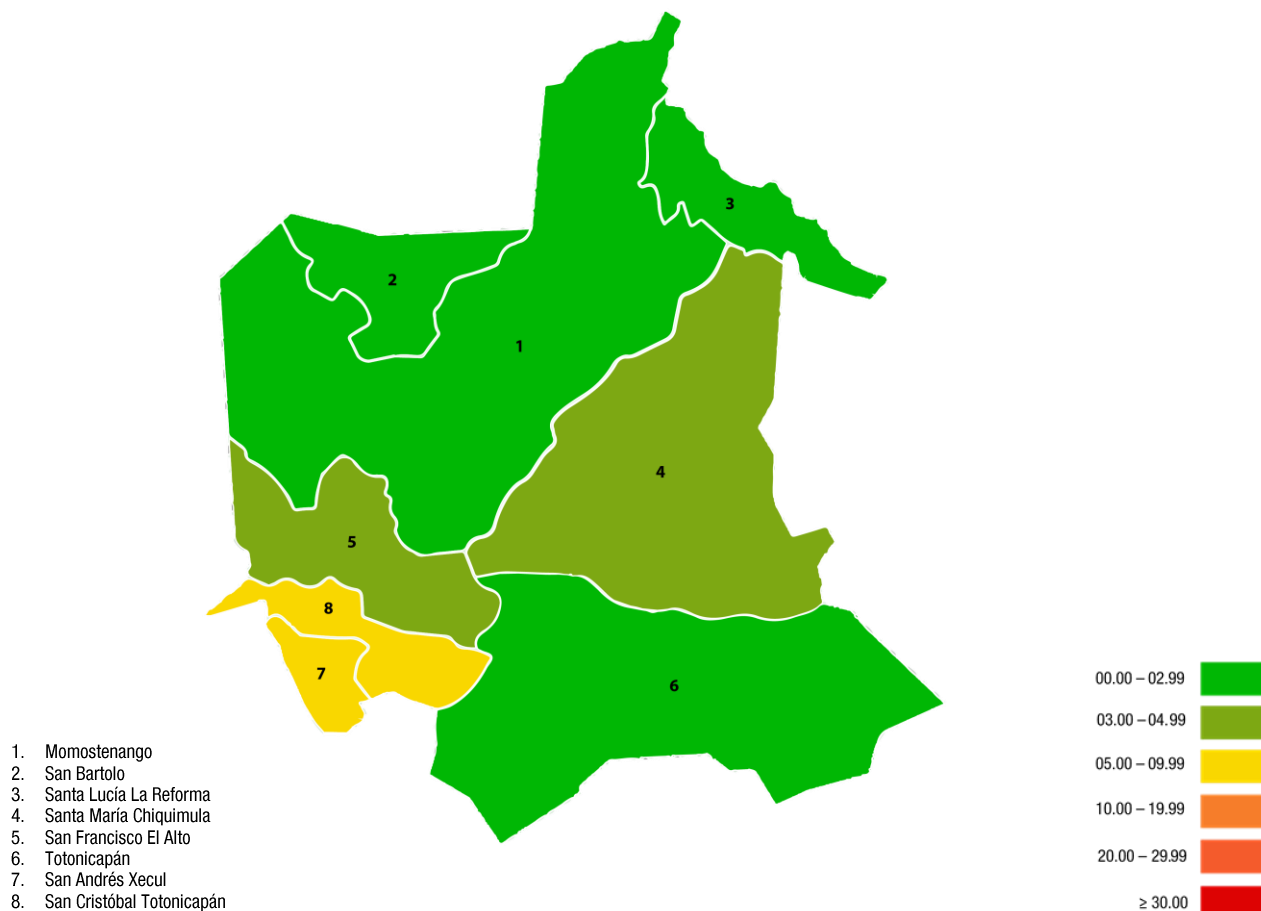 3
2
1
4
5
8
7
6
00.00 – 02.99
03.00 – 04.99
05.00 – 09.99
10.00 – 19.99
20.00 – 29.99
≥ 30.00
1. Momostenango
2. San Bartolo
3. Santa Lucía La Reforma
4. Santa María Chiquimula
5. San Francisco El Alto
6. Totonicapán
7. San Andrés Xecul
8. San Cristóbal Totonicapán